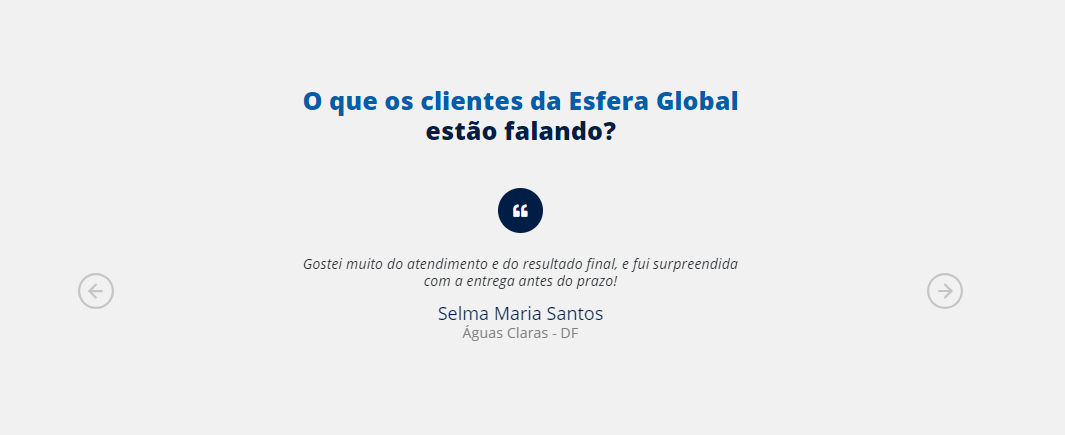 O que os clientes da Esfera Global
estão falando?
Gostei muito do atendimento e do resultado final, e fui surpreendida
com a entrega antes do prazo!
Selma Maria Santos
Águas Claras - DF